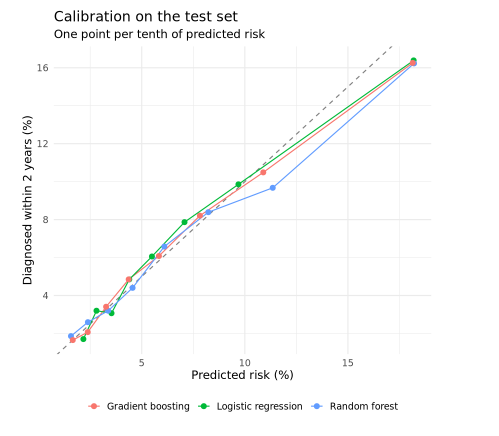 Calibration on the test set
One point per tenth of predicted risk
16
12
8
4
Diagnosed within 2 years (%)
5 10 15
Predicted risk (%)
Gradient boosting Logistic regression Random forest